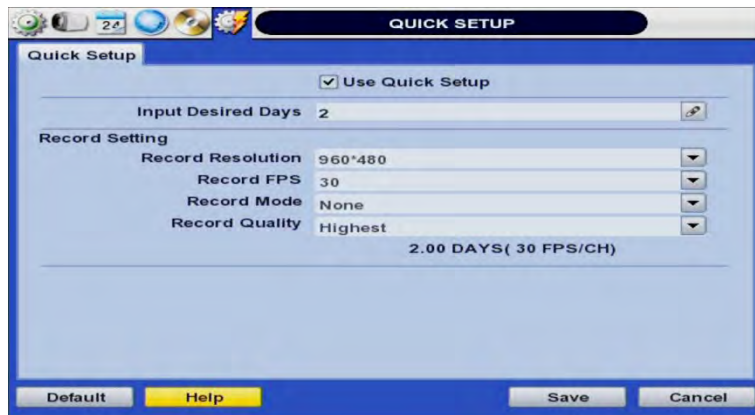 24
QUICK SETUP
Quick Setup
Use Quick Setup
Input Desired Days 2
Record Setting
Record Resolution 960*480
Record FPS 30
Record Mode None
Record Quality Highest
2.00 DAYS( 30 FPS/CH)
Default Help Save Cancel